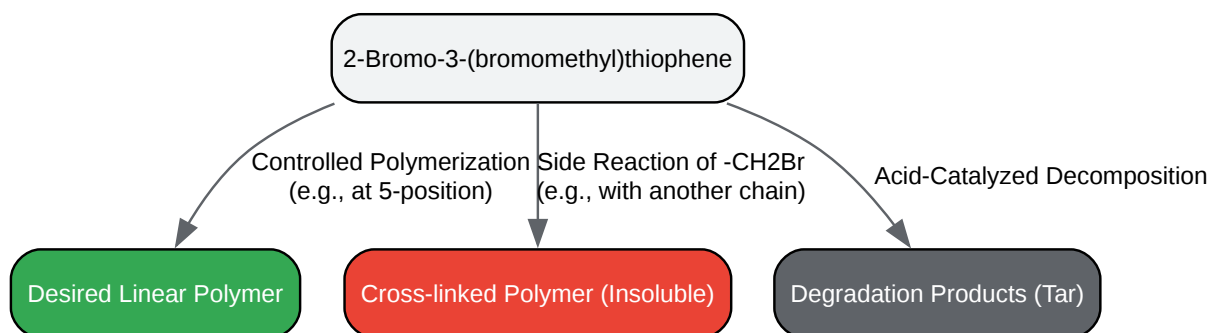 2-Bromo-3-(bromomethyl)thiophene
Controlled Polymerization
(e.g., at 5-position)
Side Reaction of -CH2Br
(e.g., with another chain)
Acid-Catalyzed Decomposition
Desired Linear Polymer
Cross-linked Polymer (Insoluble)
Degradation Products (Tar)